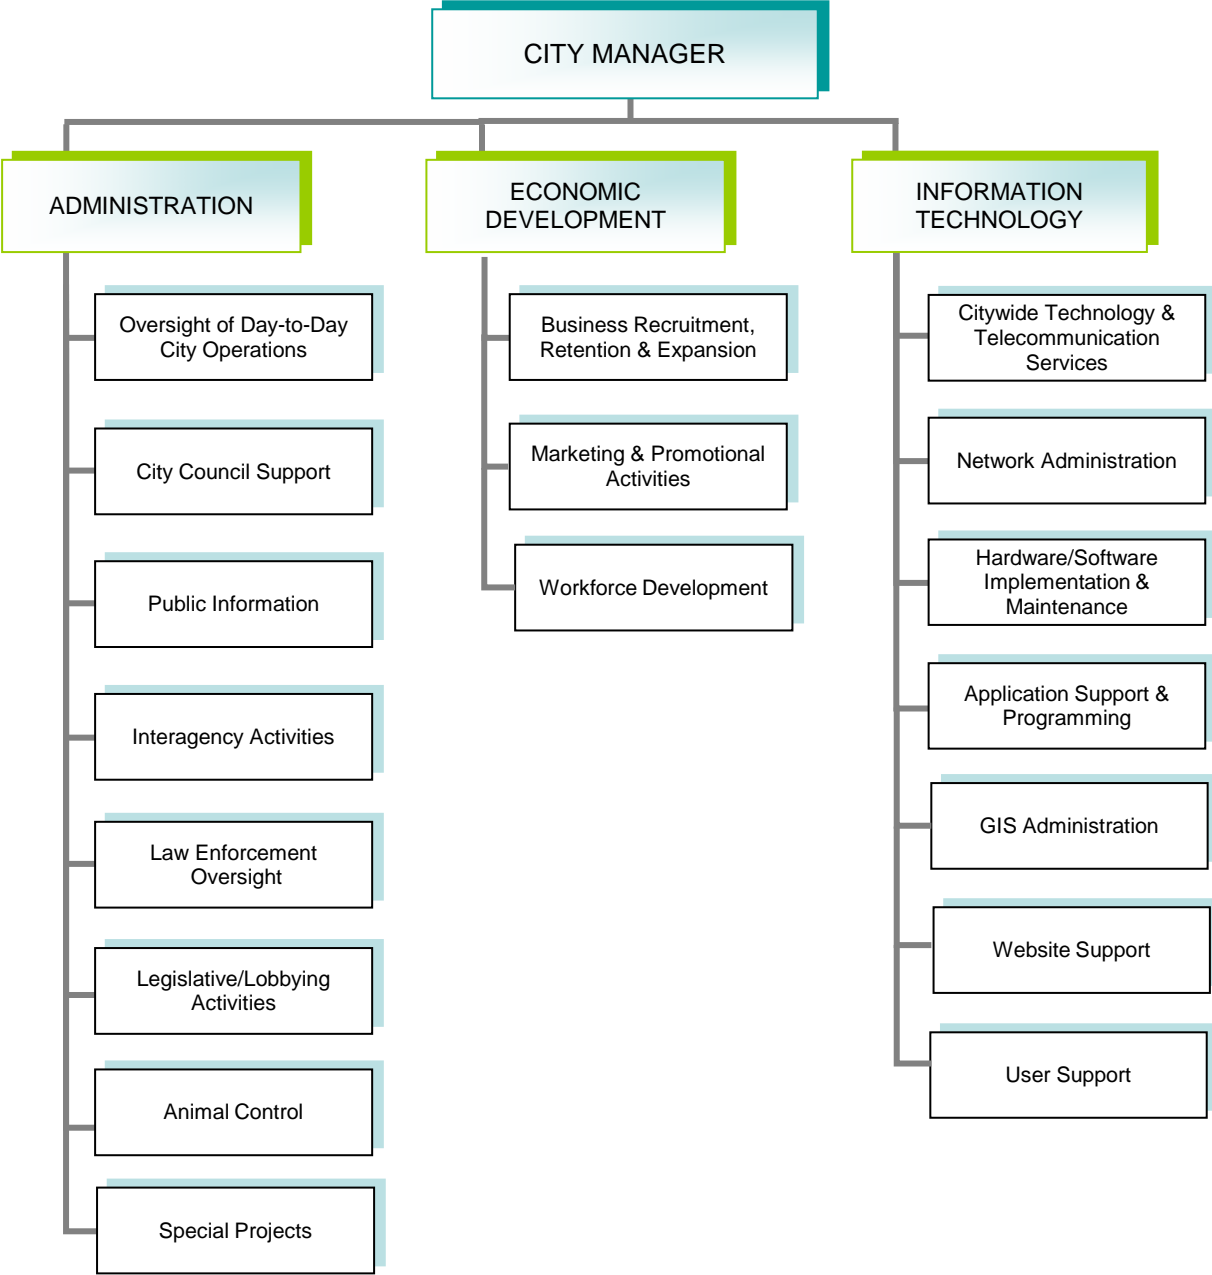 CITY MANAGER
ADMINISTRATION
ECONOMIC
DEVELOPMENT
INFORMATION
TECHNOLOGY
Oversight of Day-to-Day
City Operations
City Council Support
Public Information
Interagency Activities
Law Enforcement
Oversight
Legislative/Lobbying
Activities
Animal Control
Special Projects
Business Recruitment,
Retention & Expansion
Marketing & Promotional
Activities
Workforce Development
Citywide Technology &
Telecommunication
Services
Network Administration
Hardware/Software
Implementation &
Maintenance
Application Support &
Programming
GIS Administration
Website Support
User Support